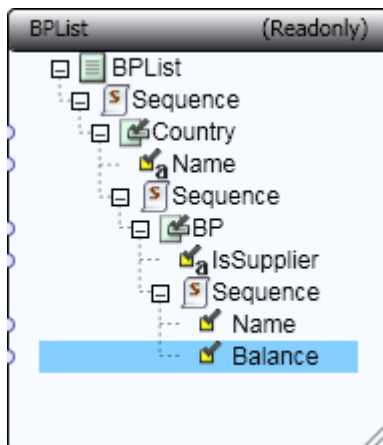 BPList (Readonly)
BPList
Sequence
Country
a Name
Sequence
BP
a IsSupplier
Sequence
Name
Balance